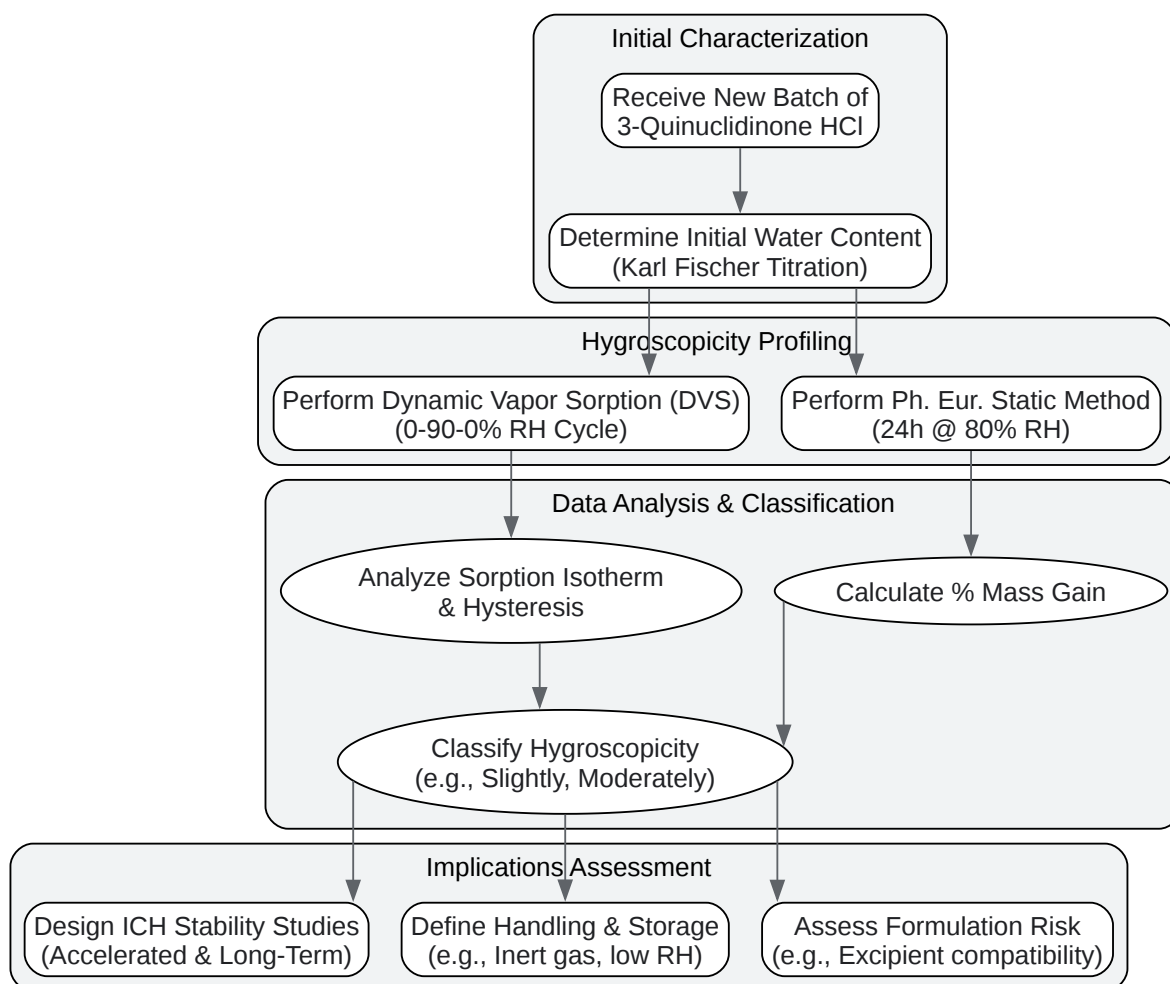 Initial Characterization
Receive New Batch of
3-Quinuclidinone HCl
Determine Initial Water Content
(Karl Fischer Titration)
Hygroscopicity Profiling
Perform Dynamic Vapor Sorption (DVS)
(0-90-0% RH Cycle)
Perform Ph. Eur. Static Method
(24h @ 80% RH)
Data Analysis & Classification
Analyze Sorption Isotherm
& Hysteresis
Calculate % Mass Gain
Classify Hygroscopicity
(e.g., Slightly, Moderately)
Implications Assessment
Design ICH Stability Studies
(Accelerated & Long-Term)
Define Handling & Storage
(e.g., Inert gas, low RH)
Assess Formulation Risk
(e.g., Excipient compatibility)